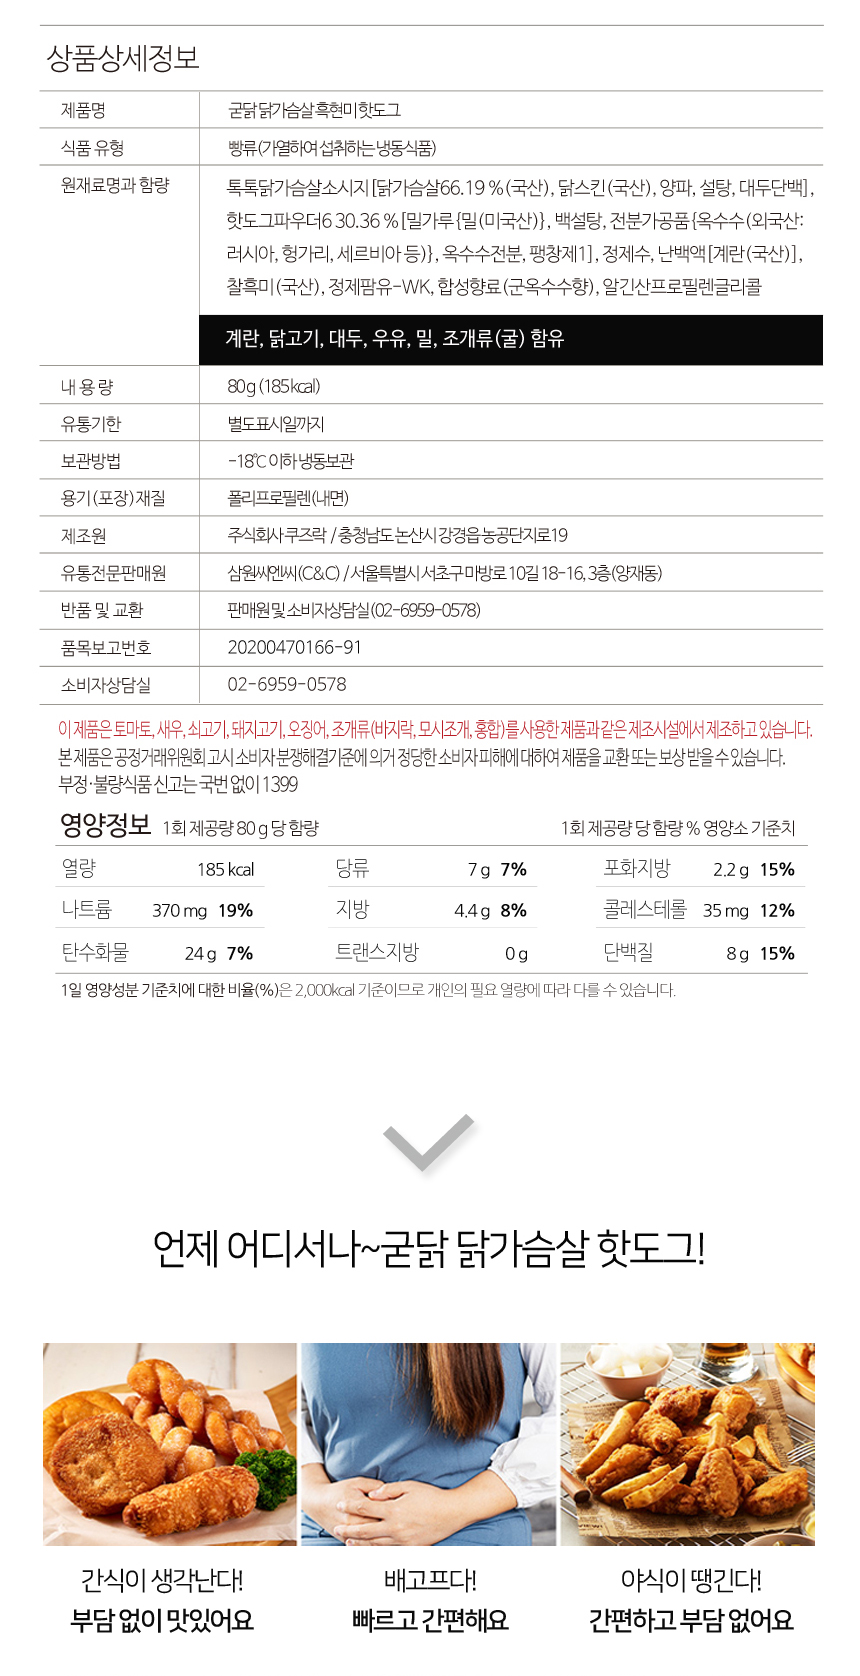 상품상세정보
제품명 굳닭 닭가슴살 흑현미 핫도그
식품 유형 빵류(가열하여 섭취하는 냉동식품)
원재료명과 함량 톡톡닭가슴살소시지[닭가슴살66.19 %(국산), 닭스킨(국산), 양파, 설탕, 대두단백],
핫도그파우더6 30.36 %[밀가루{밀(미국산)}, 백설탕, 전분가공품{옥수수(외국산:
러시아, 헝가리, 세르비아 등)}, 옥수수전분, 팽창제1], 정제수, 난백액[계란(국산)],
찰흑미(국산), 정제팜유-WK, 합성향료(군옥수수향), 알긴산프로필렌글리콜
계란, 닭고기, 대두, 우유, 밀, 조개류(굴) 함유
내 용 량 80g (185kcal)
유통기한 별도표시일까지
보관방법 -18℃ 이하 냉동보관
용기(포장)재질 폴리프로필렌(내면)
제조원 주식회사 쿠즈락 / 충청남도 논산시 강경읍 농공단지로19
유통전문판매원 삼원씨엔씨(C&C) / 서울특별시 서초구 마방로 10길 18-16, 3층(양재동)
반품 및 교환 판매원 및 소비자상담실(02-6959-0578)
품목보고번호 20200470166-91
소비자상담실 02-6959-0578
이 제품은 토마토, 새우, 쇠고기, 돼지고기, 오징어, 조개류(바지락, 모시조개, 홍합)를 사용한 제품과 같은 제조시설에서 제조하고 있습니다.
본 제품은 공정거래위원회 고시 소비자 분쟁해결기준에 의거 정당한 소비자 피해에 대하여 제품을 교환 또는 보상 받을 수 있습니다.
부정·불량식품 신고는 국번 없이 1399
영양정보 1회 제공량 80 g 당 함량 1회 제공량 당 함량 % 영양소 기준치
열량 185 kcal 당류 7 g 7% 포화지방 2.2 g 15%
나트륨 370 mg 19% 지방 4.4 g 8% 콜레스테롤 35 mg 12%
탄수화물 24 g 7% 트랜스지방 0 g 단백질 8 g 15%
1일 영양성분 기준치에 대한 비율(%)은 2,000kcal 기준이므로 개인의 필요 열량에 따라 다를 수 있습니다.
언제 어디서나~굳닭 닭가슴살 핫도그!
간식이 생각난다!
부담 없이 맛있어요
배고프다!
빠르고 간편해요
야식이 땡긴다!
간편하고 부담 없어요